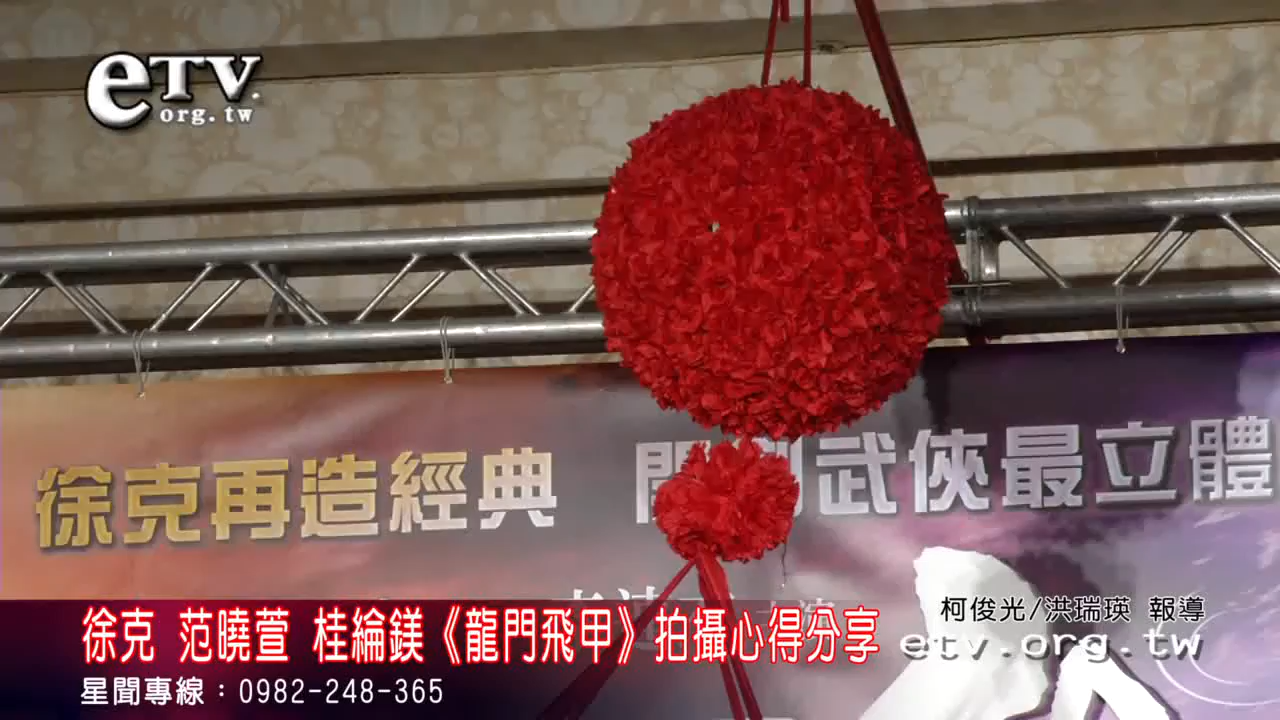 eTV.
org.tw
徐克再造經典 開創武俠最立體
柯俊光/洪瑞瑛 報導
徐克 范曉萱 桂綸鎂《龍門飛甲》拍攝心得分享
etv.org.tw
星聞專線：0982-248-365